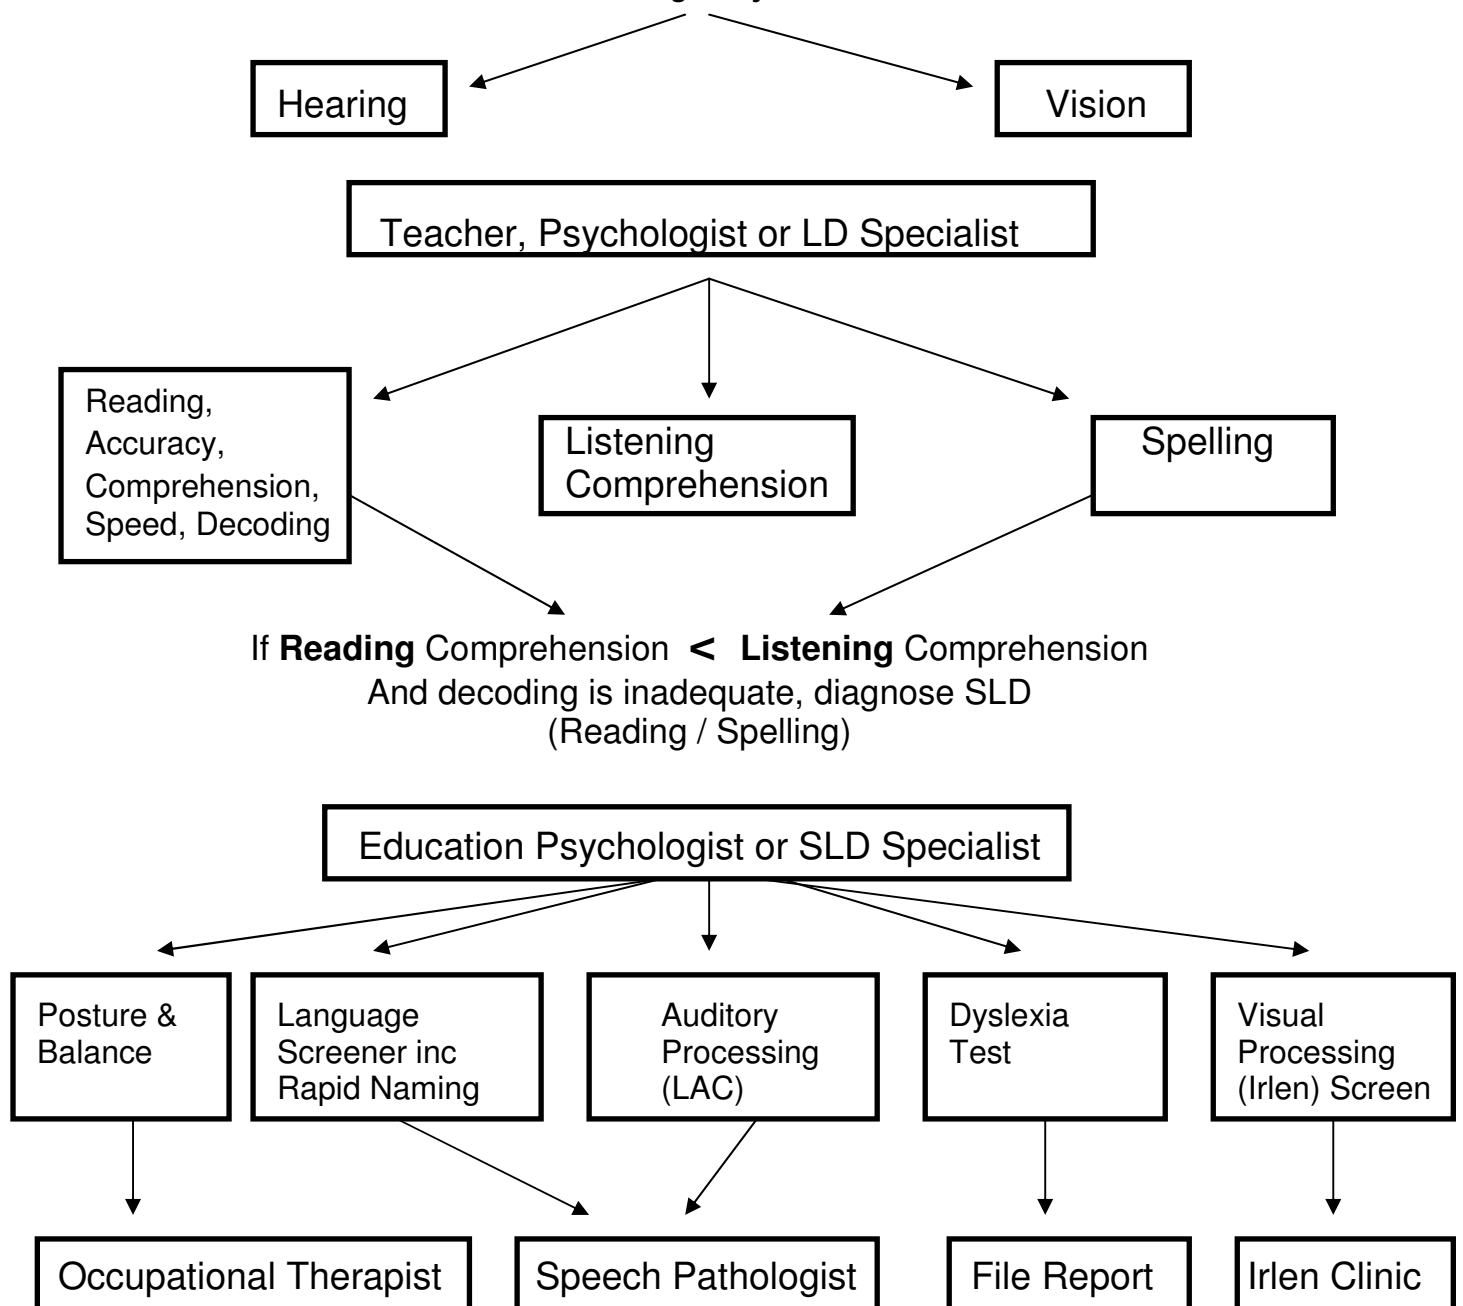 Hearing
Vision
Teacher, Psychologist or LD Specialist
Reading,
Accuracy,
Comprehension,
Speed, Decoding
Listening
Comprehension
Spelling
If Reading Comprehension < Listening Comprehension
And decoding is inadequate, diagnose SLD
(Reading / Spelling)
Education Psychologist or SLD Specialist
Posture &
Balance
Language
Screener inc
Rapid Naming
Auditory
Processing
(LAC)
Dyslexia
Test
Visual
Processing
(Irlen) Screen
Occupational Therapist
Speech Pathologist
File Report
Irlen Clinic